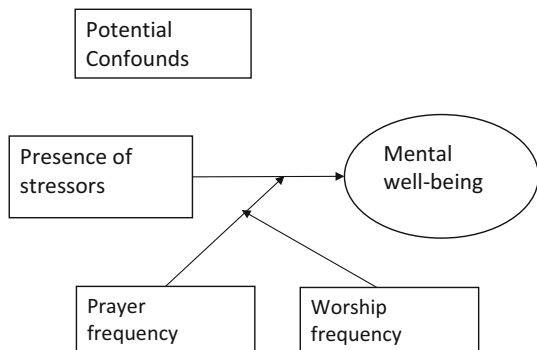 Potential
Confounds
Presence of
stressors
Mental
well-being
Prayer
frequency
Worship
frequency